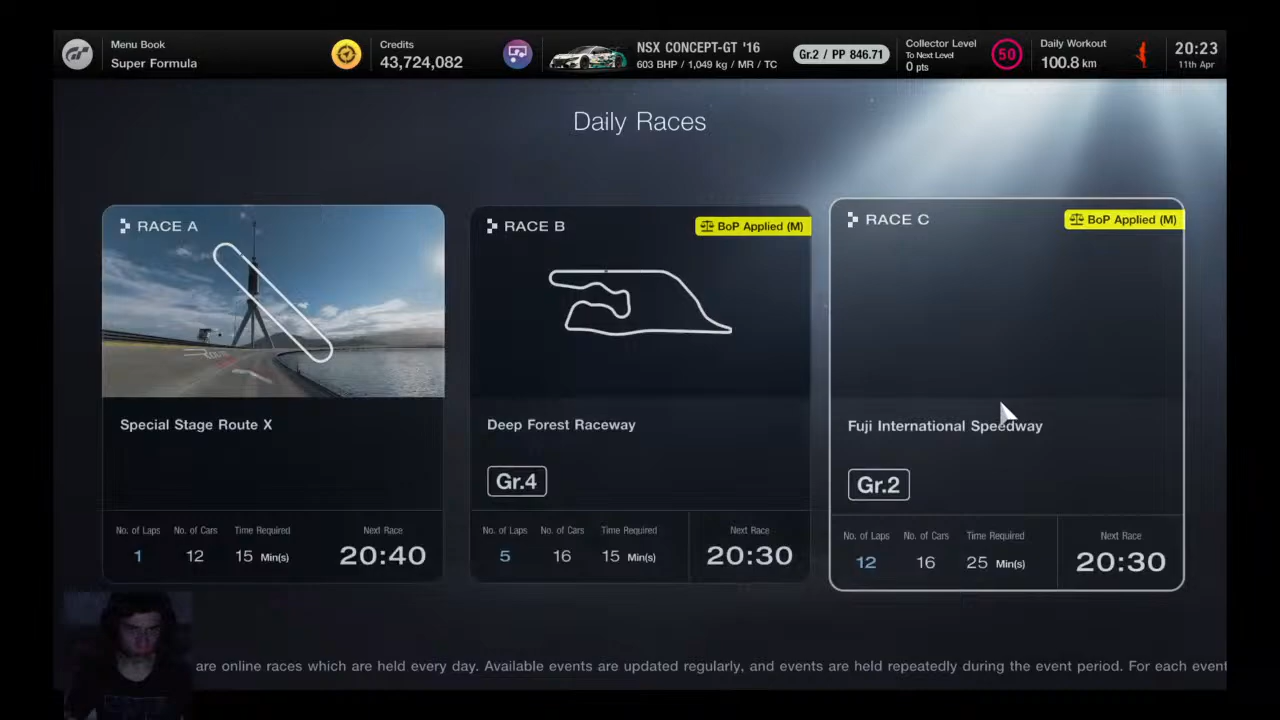 Menu Book
Super Formula
Credits
43,724,082
NSX CONCEPT-GT '16
603 BHP / 1,049 kg / MR / TC
Gr.2 / PP 846.71
Collector Level
To Next Level
0 pts
50
Daily Workout
100.8 km
20:23
11th Apr
Daily Races
RACE A
Special Stage Route X
No. of Laps
1
No. of Cars
12
Time Required
15 Min(s)
Next Race
20:40
RACE B
BoP Applied (M)
Deep Forest Raceway
Gr.4
No. of Laps
5
No. of Cars
16
Time Required
15 Min(s)
Next Race
20:30
RACE C
BoP Applied (M)
Fuji International Speedway
Gr.2
No. of Laps
12
No. of Cars
16
Time Required
25 Min(s)
Next Race
20:30
are online races which are held every day. Available events are updated regularly, and events are held repeatedly during the event period. For each event